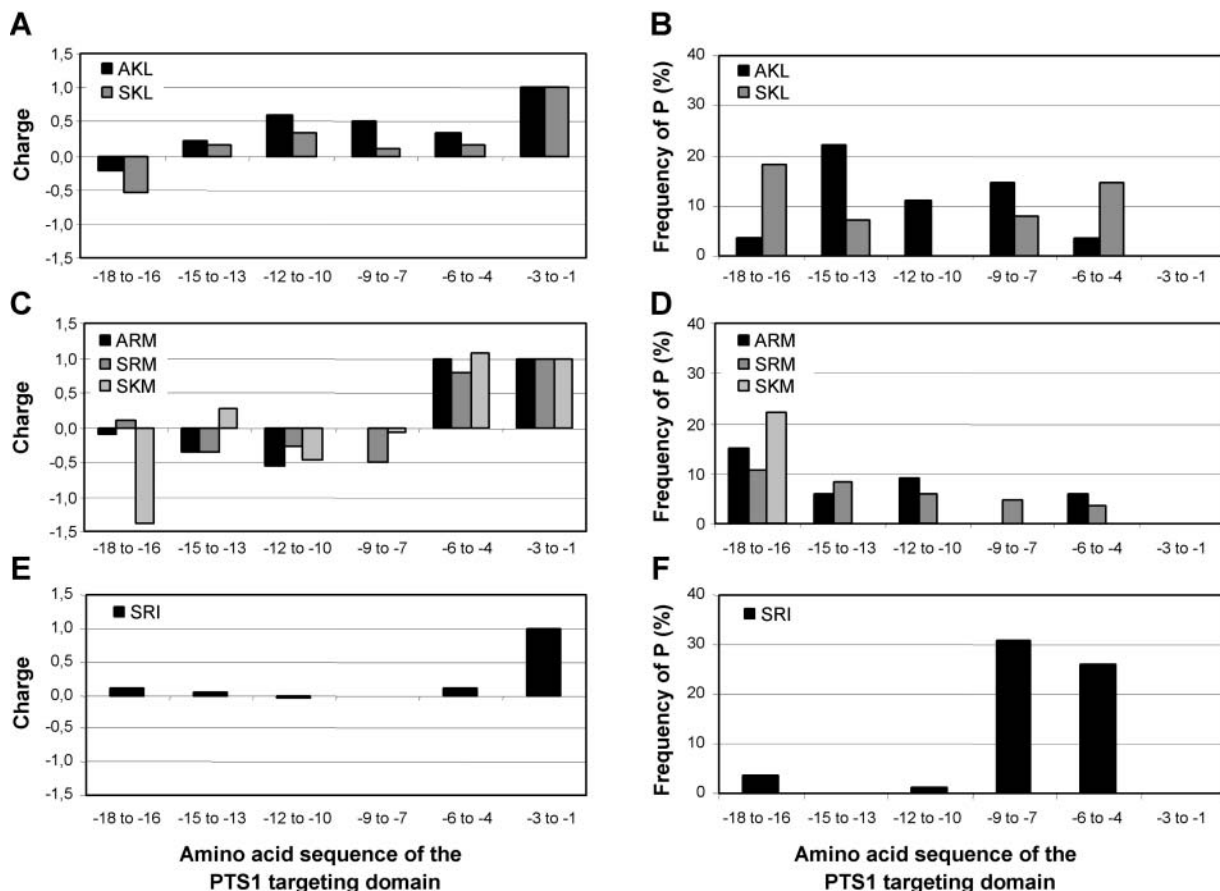 A
1,5
1,0
0,5
0,0
-0,5
-1,0
-1,5
Charge
AKL
SKL
-18 to -16 -15 to -13 -12 to -10 -9 to -7 -6 to -4 -3 to -1
B
40
30
20
10
0
Frequency of P (%)
AKL
SKL
-18 to -16 -15 to -13 -12 to -10 -9 to -7 -6 to -4 -3 to -1
C
1,5
1,0
0,5
0,0
-0,5
-1,0
-1,5
Charge
ARM
SRM
SKM
-18 to -16 -15 to -13 -12 to -10 -9 to -7 -6 to -4 -3 to -1
D
40
30
20
10
0
Frequency of P (%)
ARM
SRM
SKM
-18 to -16 -15 to -13 -12 to -10 -9 to -7 -6 to -4 -3 to -1
E
1,5
1,0
0,5
0,0
-0,5
-1,0
-1,5
Charge
SRI
-18 to -16 -15 to -13 -12 to -10 -9 to -7 -6 to -4 -3 to -1
Amino acid sequence of the
PTS1 targeting domain
F
40
30
20
10
0
Frequency of P (%)
SRI
-18 to -16 -15 to -13 -12 to -10 -9 to -7 -6 to -4 -3 to -1
Amino acid sequence of the
PTS1 targeting domain